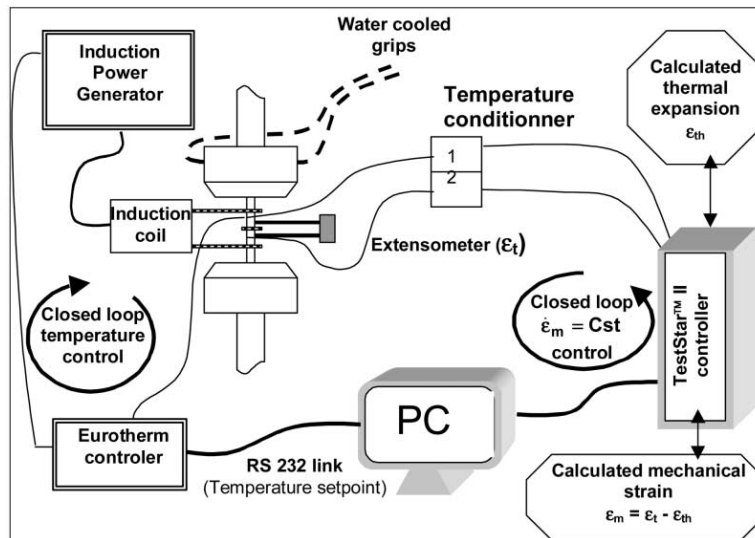 Induction
Power
Generator
Water cooled
grips
Temperature
conditionner
1
2
Calculated
thermal
expansion
εth
Induction
coil
Extensometer (εt)
Closed loop
temperature
control
Closed loop
ε̇m = Cst
control
TestStar™ II
controller
PC
Eurotherm
controler
RS 232 link
(Temperature setpoint)
Calculated mechanical
strain
εm = εt - εth